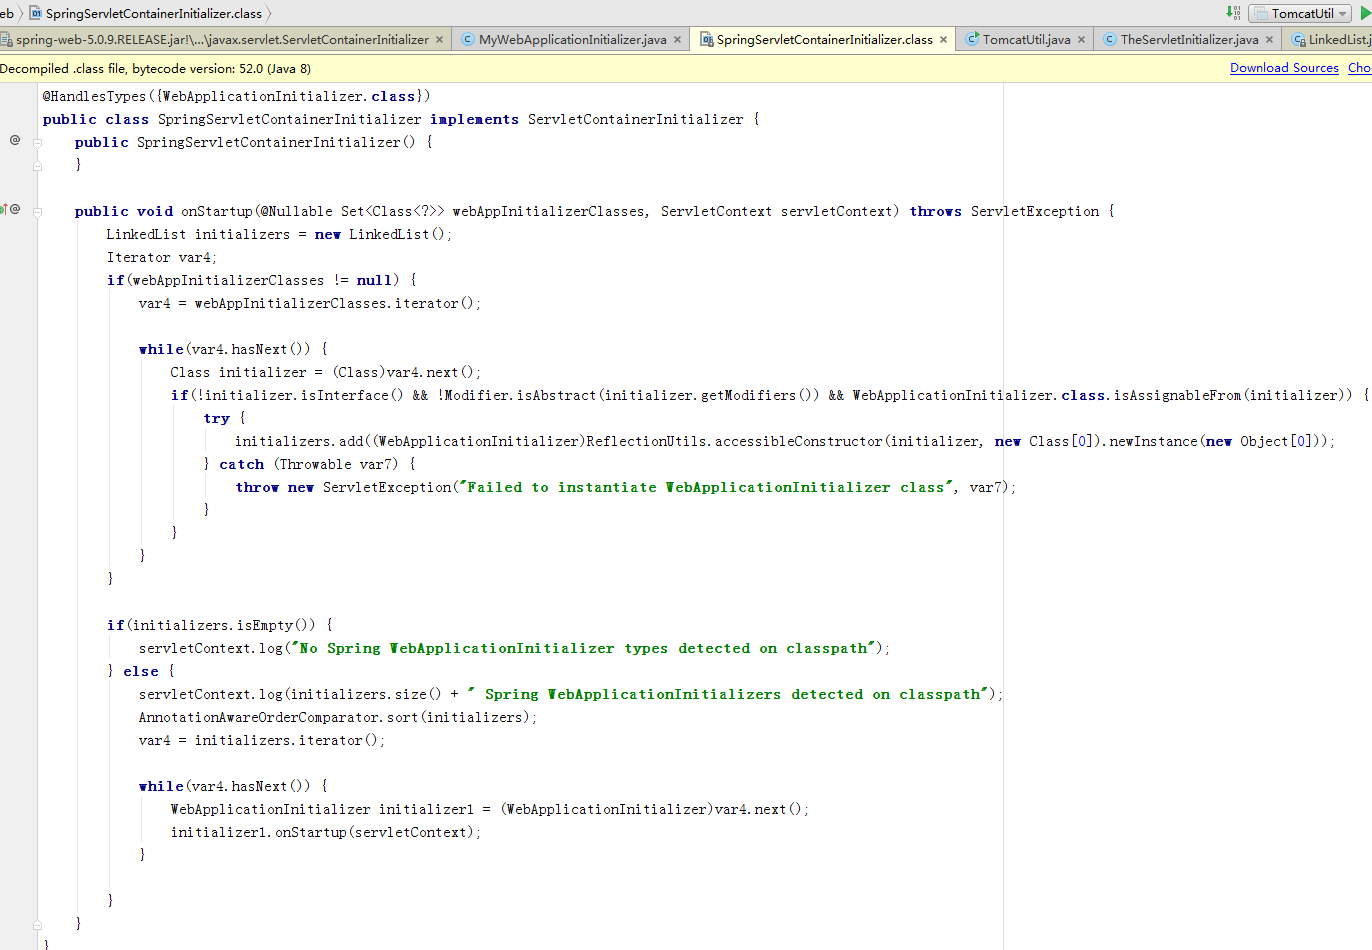 eb SpringServletContainerInitializer.class TomcatUtil
spring-web-5.0.9.RELEASE.jar!\...\javax.servlet.ServletContainerInitializer MyWebApplicationInitializer.java SpringServletContainerInitializer.class TomcatUtil.java TheServletInitializer.java LinkedList.j
Decompiled .class file, bytecode version: 52.0 (Java 8) Download Sources Cho
@HandlesTypes({WebApplicationInitializer.class})
public class SpringServletContainerInitializer implements ServletContainerInitializer {
public SpringServletContainerInitializer() {
}
public void onStartup(@Nullable Set<Class<?>> webAppInitializerClasses, ServletContext servletContext) throws ServletException {
LinkedList initializers = new LinkedList();
Iterator var4;
if(webAppInitializerClasses != null) {
var4 = webAppInitializerClasses.iterator();
while(var4.hasNext()) {
Class initializer = (Class)var4.next();
if(!initializer.isInterface() && !Modifier.isAbstract(initializer.getModifiers()) && WebApplicationInitializer.class.isAssignableFrom(initializer)) {
try {
initializers.add((WebApplicationInitializer)ReflectionUtils.accessibleConstructor(initializer, new Class[0]).newInstance(new Object[0]));
} catch (Throwable var7) {
throw new ServletException("Failed to instantiate WebApplicationInitializer class", var7);
}
}
}
}
if(initializers.isEmpty()) {
servletContext.log("No Spring WebApplicationInitializer types detected on classpath");
} else {
servletContext.log(initializers.size() + " Spring WebApplicationInitializers detected on classpath");
AnnotationAwareOrderComparator.sort(initializers);
var4 = initializers.iterator();
while(var4.hasNext()) {
WebApplicationInitializer initializer1 = (WebApplicationInitializer)var4.next();
initializer1.onStartup(servletContext);
}
}
}
}